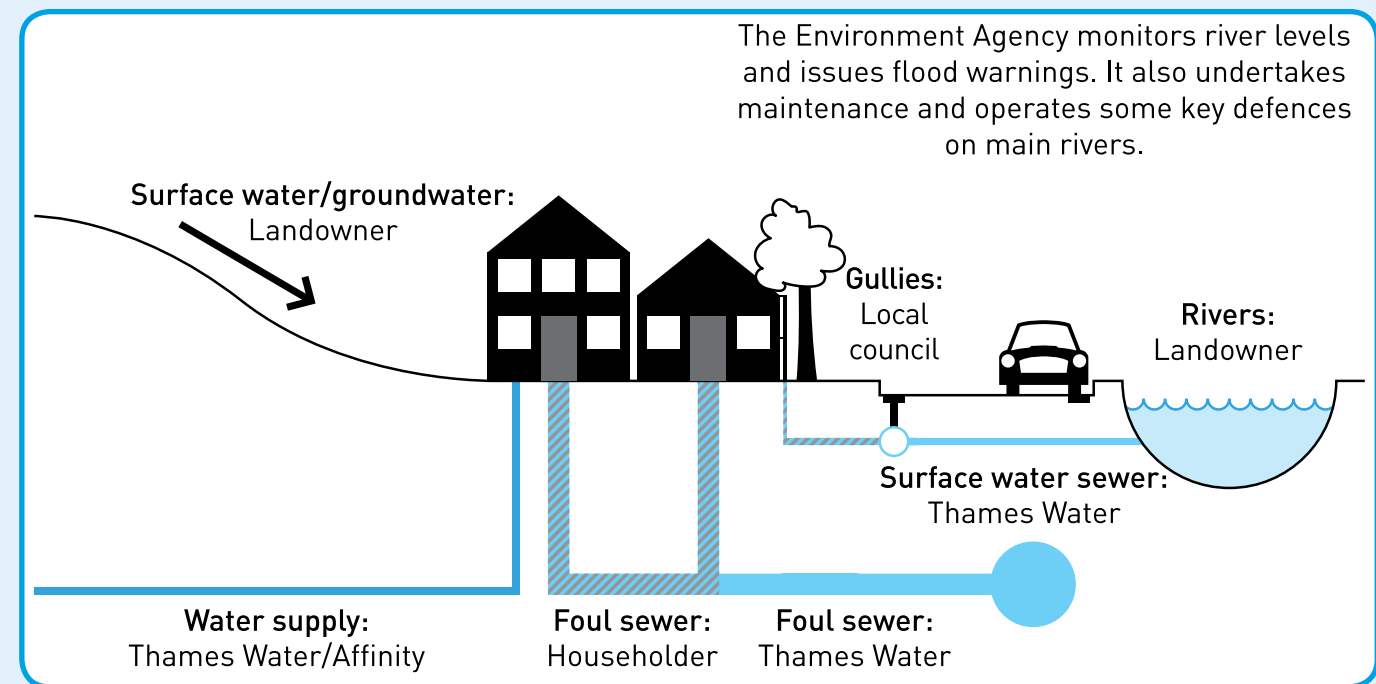 The Environment Agency monitors river levels
and issues flood warnings. It also undertakes
maintenance and operates some key defences
on main rivers.
Surface water/groundwater:
Landowner
Gullies:
Local
council
Rivers:
Landowner
Surface water sewer:
Thames Water
Water supply:
Thames Water/Affinity
Foul sewer:
Householder
Foul sewer:
Thames Water